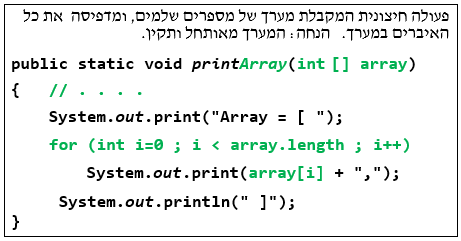 פעולה חיצונית המקבלת מערך של מספרים שלמים, ומדפיסה את כל
האיברים במערך. הנחה: המערך מאותחל ותקין.
public static void printArray(int [] array)
{ // . . . .
System.out.print("Array = [ ");
for (int i=0 ; i < array.length ; i++)
System.out.print(array[i] + ",");
System.out.println(" ]");
}